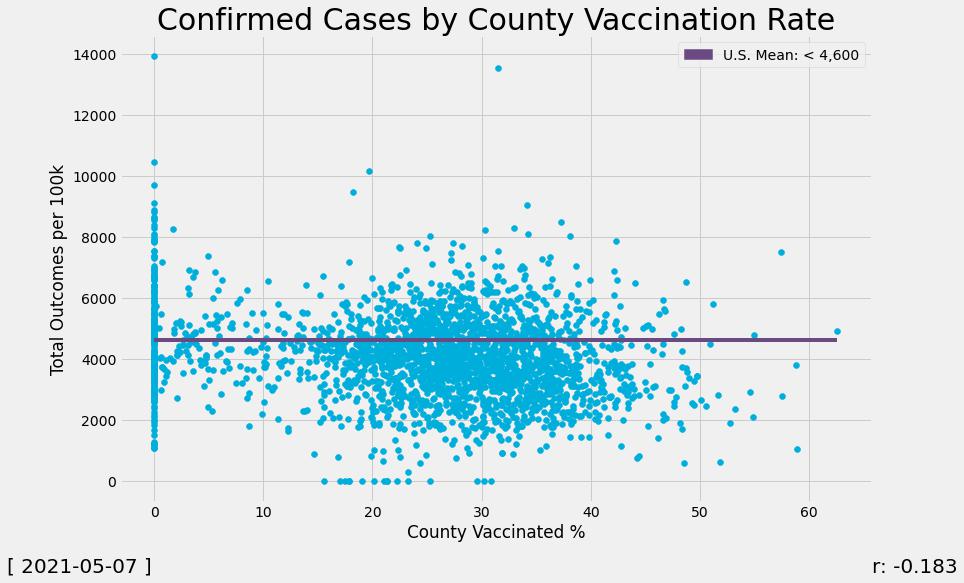 Confirmed Cases by County Vaccination Rate
U.S. Mean: < 4,600
Total Outcomes per 100k
14000
12000
10000
8000
6000
4000
2000
0
0 10 20 30 40 50 60
County Vaccinated %
[ 2021-05-07 ]
r: -0.183